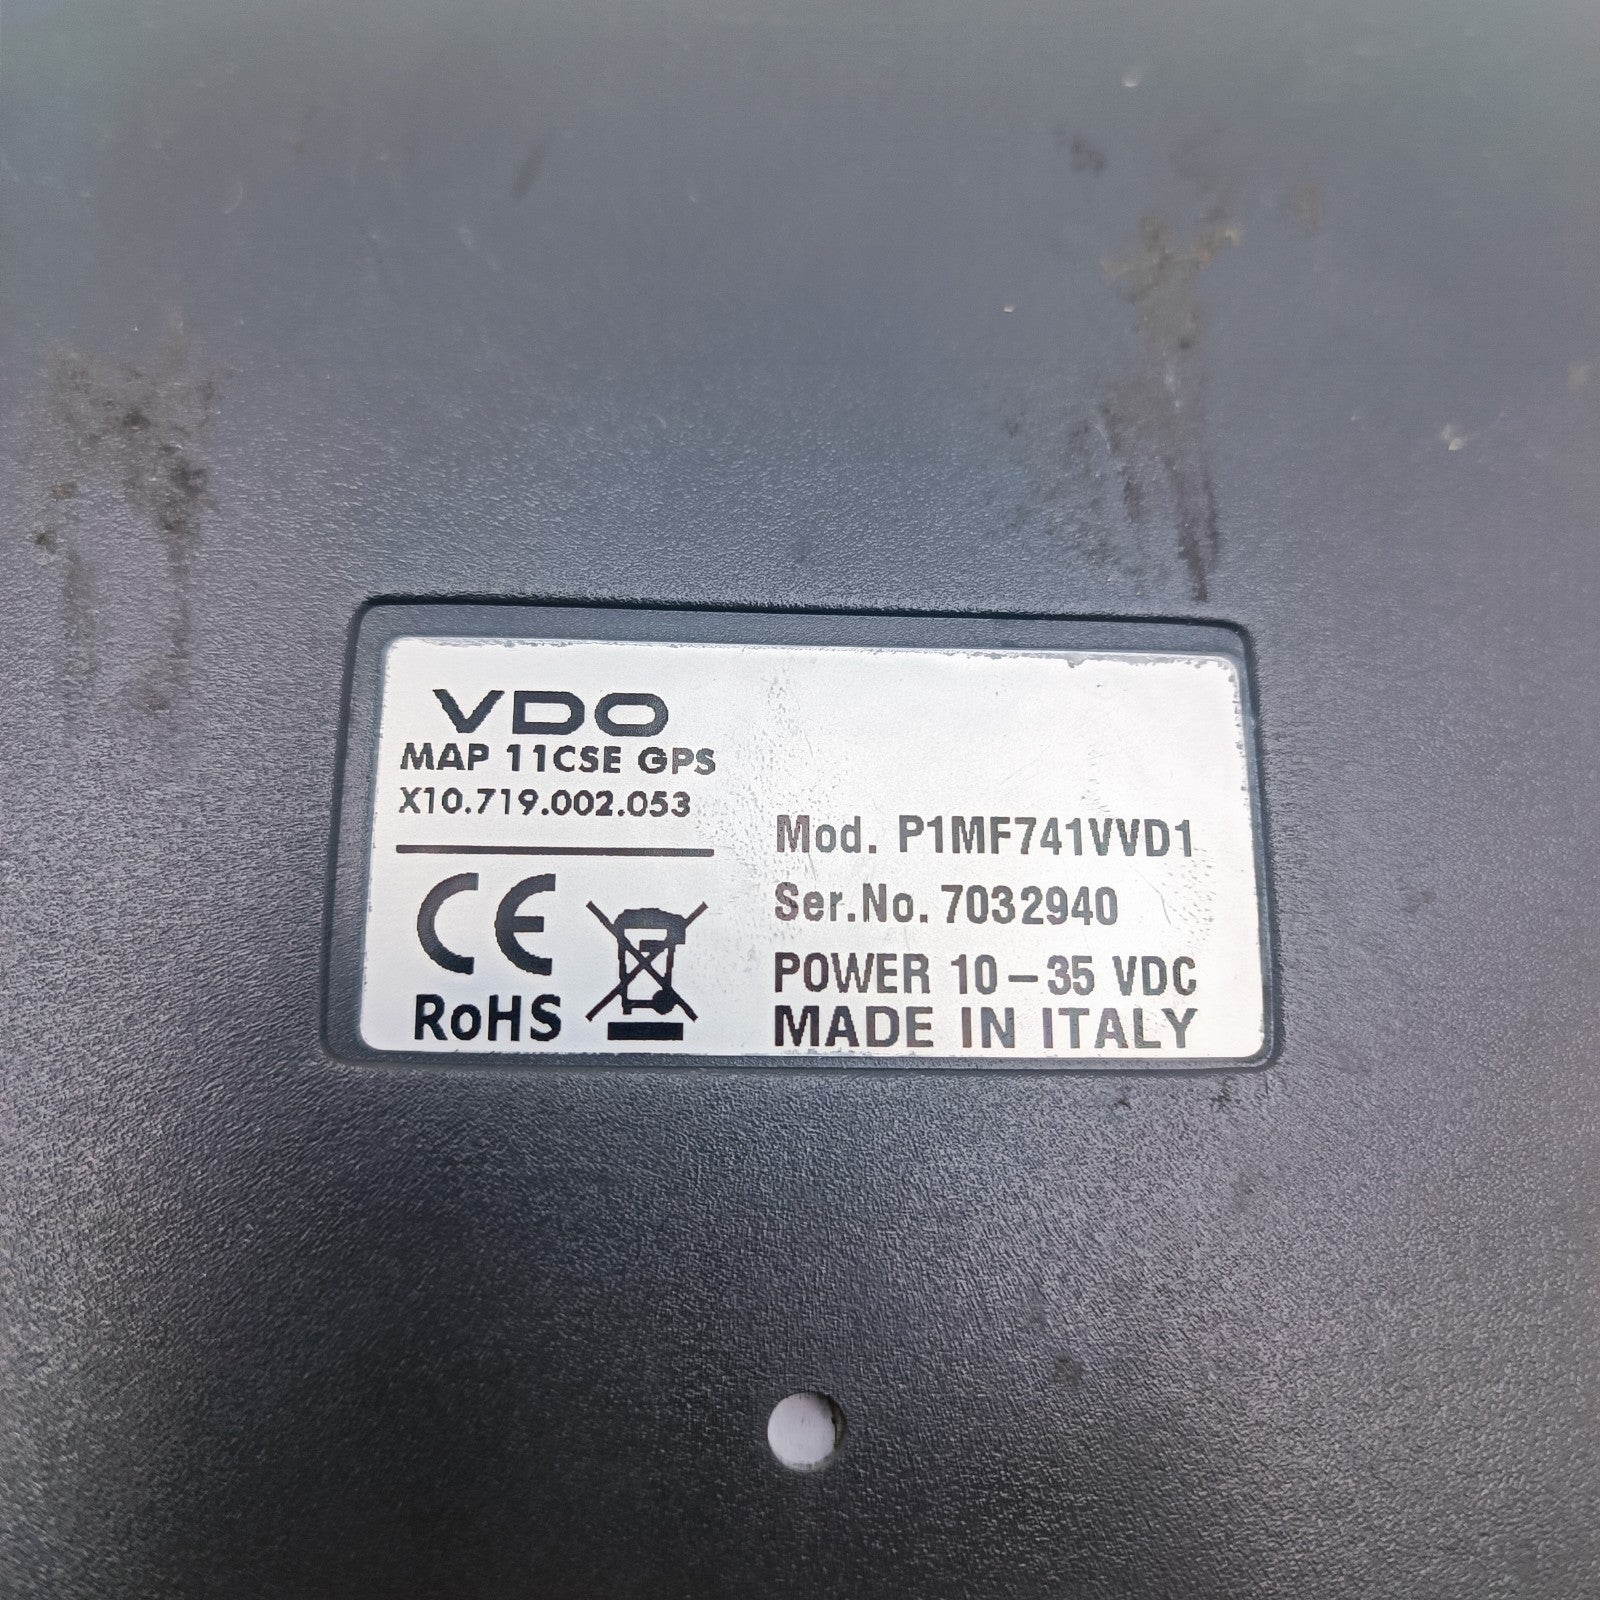 VDO
MAP 11CSE GPS
X10.719.002.053
CE
RoHS
Mod. P1MF741VVD1
Ser.No. 7032940
POWER 10-35 VDC
MADE IN ITALY